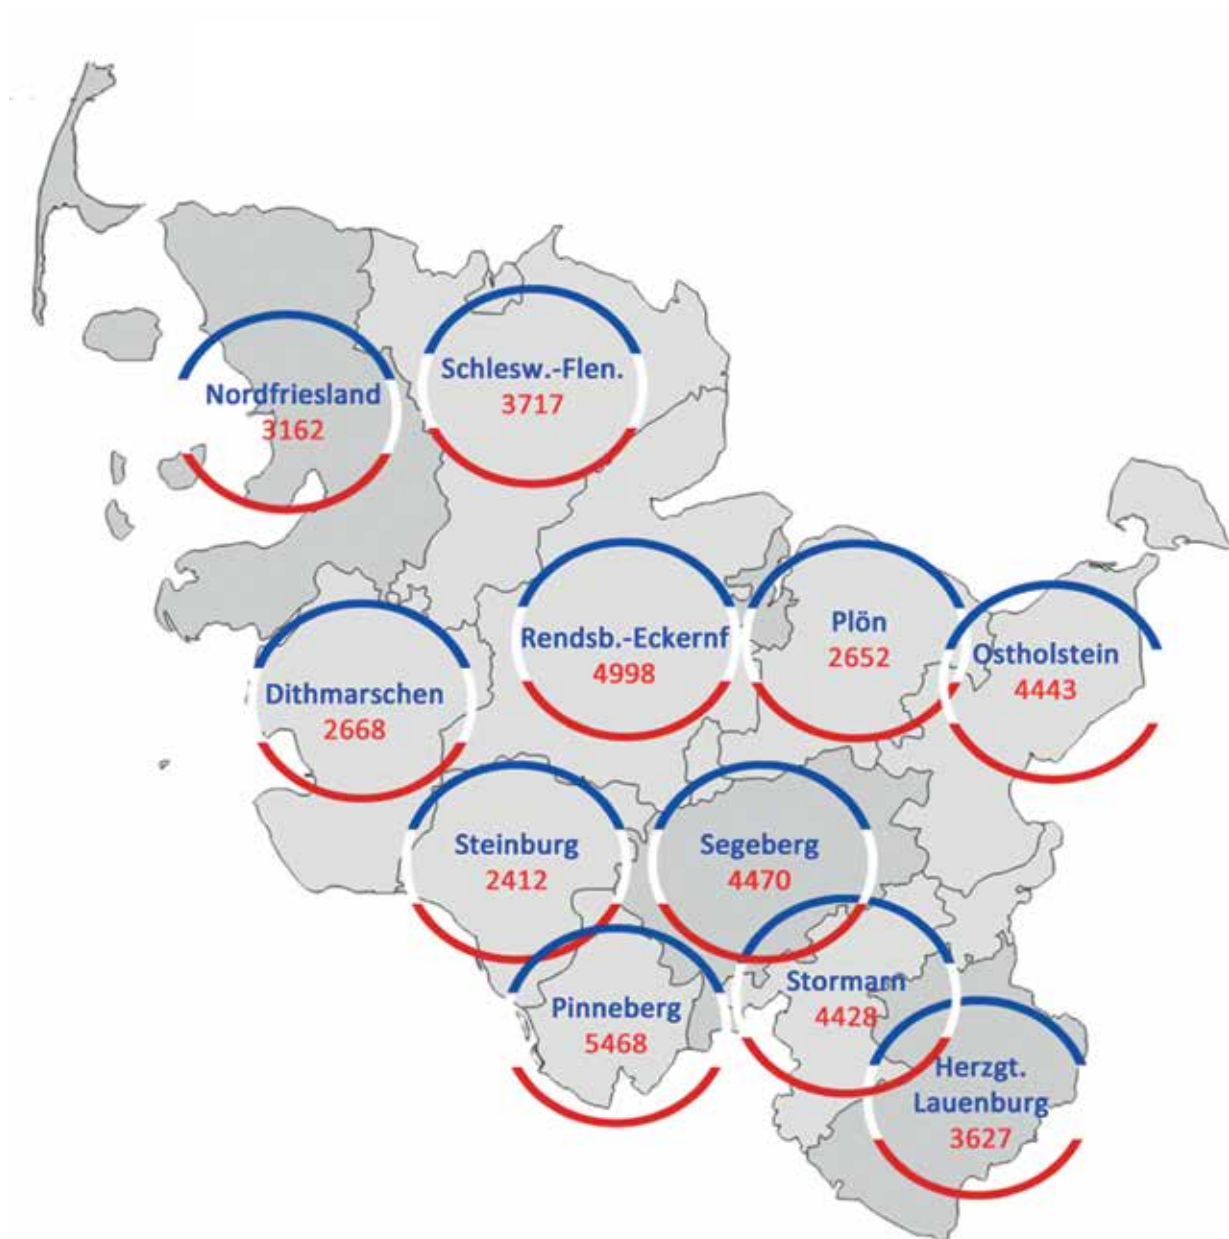 Schlesw.-Flen.
3717
Nordfriesland
3162
Rendsb.-Eckernf
4998
Plön
2652
Ostholstein
4443
Dithmarschen
2668
Steinburg
2412
Segeberg
4470
Stormarn
4428
Pinneberg
5468
Herzgt.
Lauenburg
3627